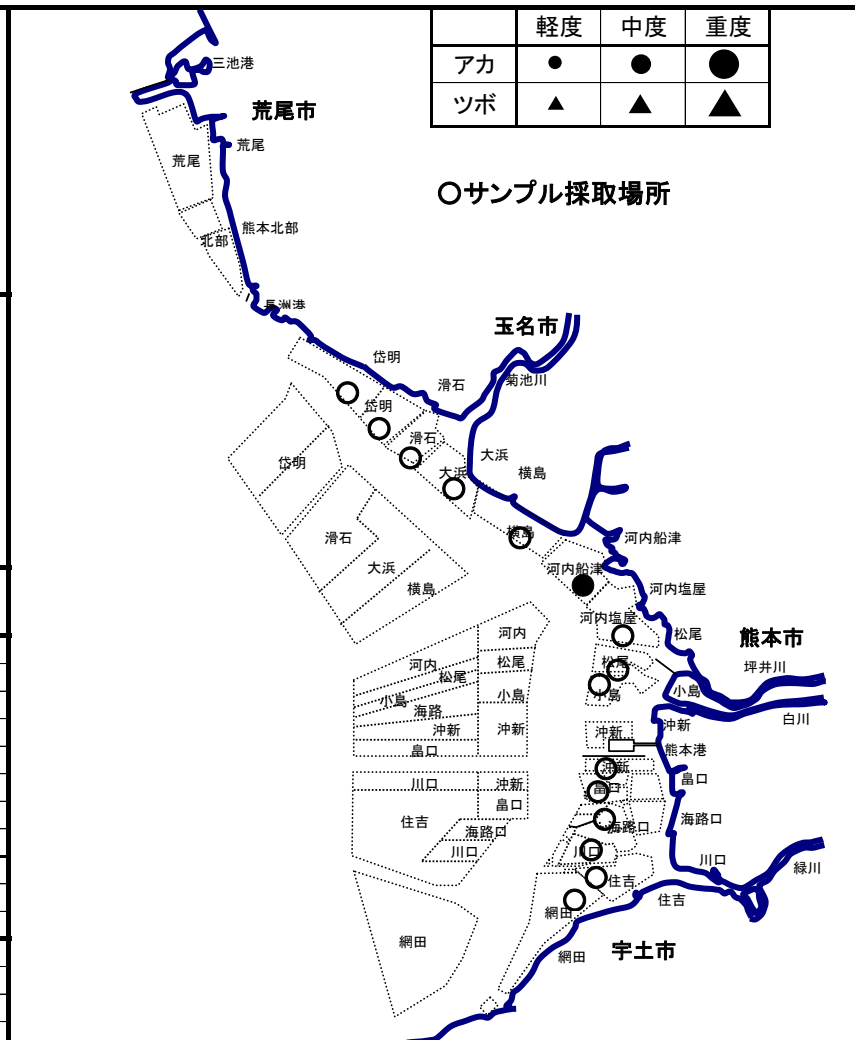 軽度 中度 重度
アカ
ツボ
三池港
荒尾市
荒尾
荒尾
○サンプル採取場所
熊本北部
北部
長洲港
玉名市
岱明
滑石
菊池川
岱明
滑石
大浜
大浜
横島
岱明
滑石
大浜
横島
横島
河内船津
河内船津
河内塩屋
河内塩屋
松尾
熊本市
坪井川
松尾
小島
小島
白川
河内
河内
松尾
松尾
小島
小島
海路
沖新
沖新
畠口
沖新
沖新
熊本港
沖新
畠口
畠口
川口
沖新
畠口
住吉
海路口
川口
海路口
海路口
川口
川口
緑川
住吉
住吉
網田
網田
網田
宇土市